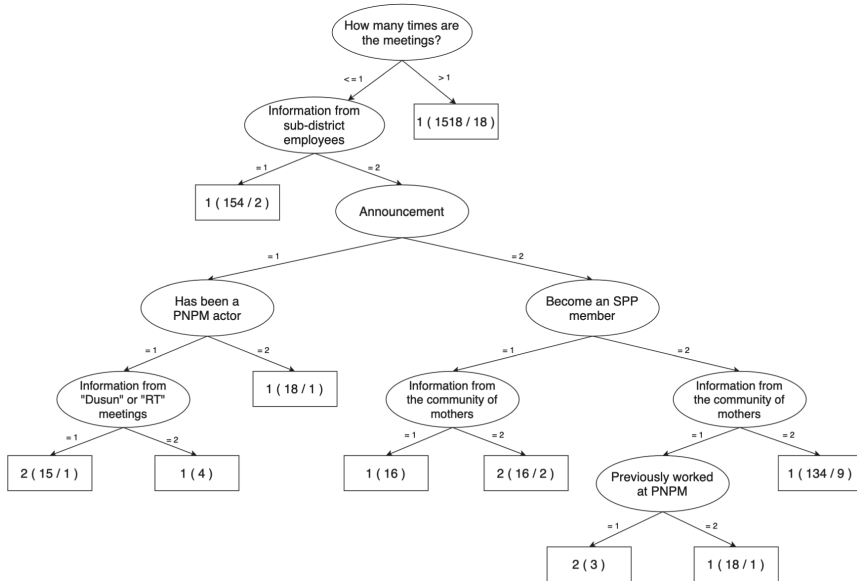 How many times are
the meetings?
<= 1
> 1
Information from
sub-district
employees
1 ( 1518 / 18 )
= 1
= 2
1 ( 154 / 2 )
Announcement
= 1
= 2
Has been a
PNPM actor
Become an SPP
member
= 1
= 2
= 1
= 2
Information from
"Dusun" or "RT"
meetings
1 ( 18 / 1 )
Information from
the community of
mothers
Information from
the community of
mothers
= 1
= 2
= 1
= 2
= 1
= 2
2 ( 15 / 1 )
1 ( 4 )
1 ( 16 )
2 ( 16 / 2 )
Previously worked
at PNPM
1 ( 134 / 9 )
= 1
= 2
2 ( 3 )
1 ( 18 / 1 )